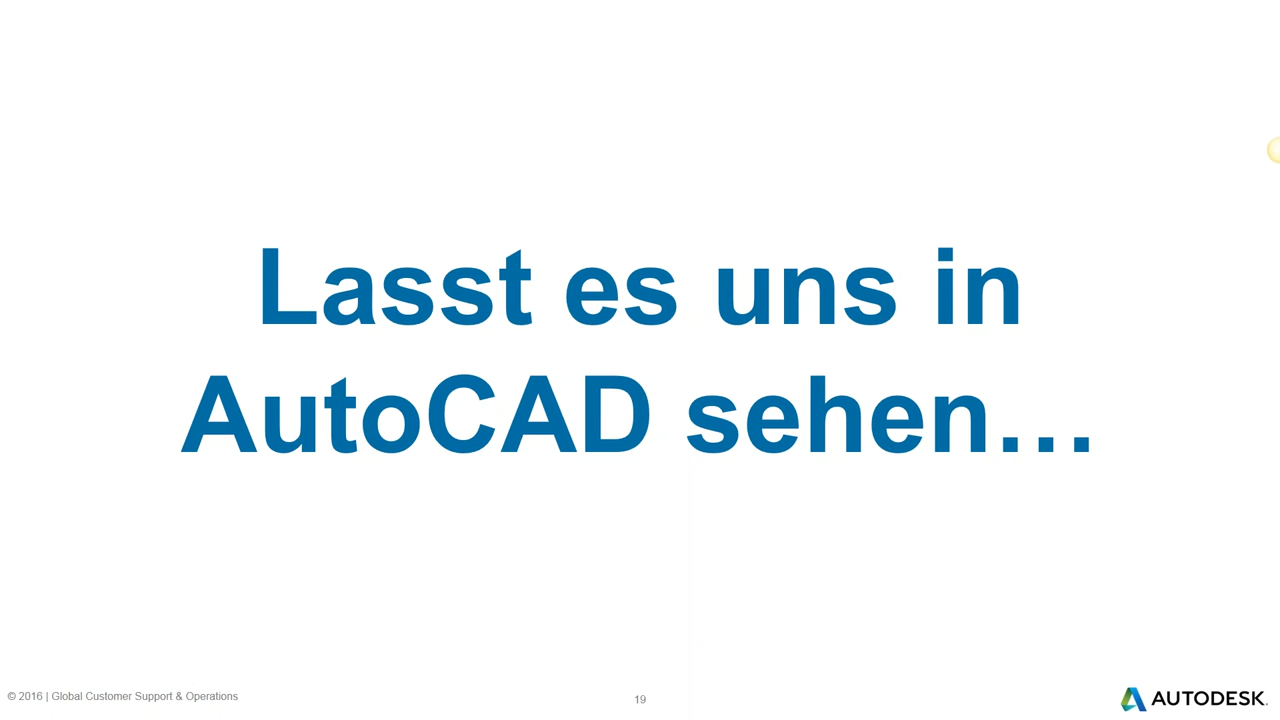 Lasst es uns in
AutoCAD sehen…
© 2016 | Global Customer Support & Operations
19
AUTODESK.